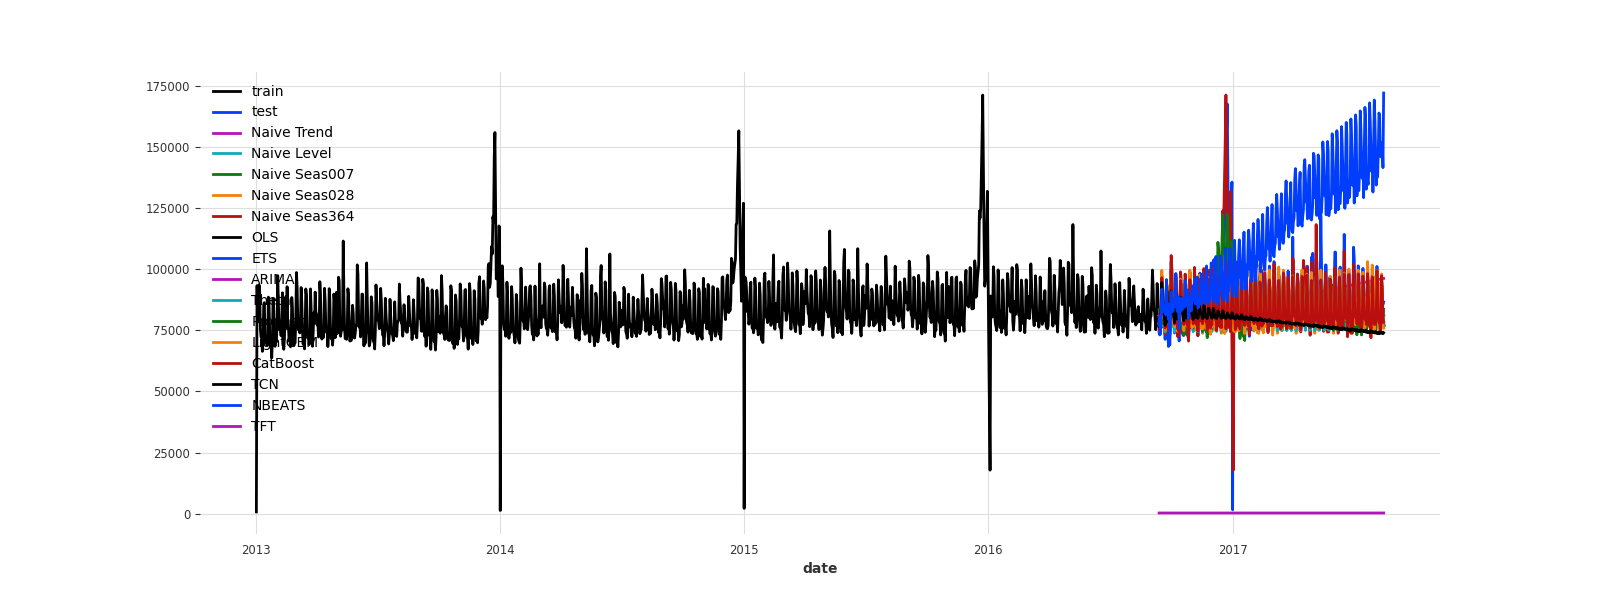 175000
150000
125000
100000
75000
50000
25000
0
train
test
Naive Trend
Naive Level
Naive Seas007
Naive Seas028
Naive Seas364
OLS
ETS
ARIMA
CatBoost
TCN
NBEATS
TFT
2013
2014
2015
2016
2017
date